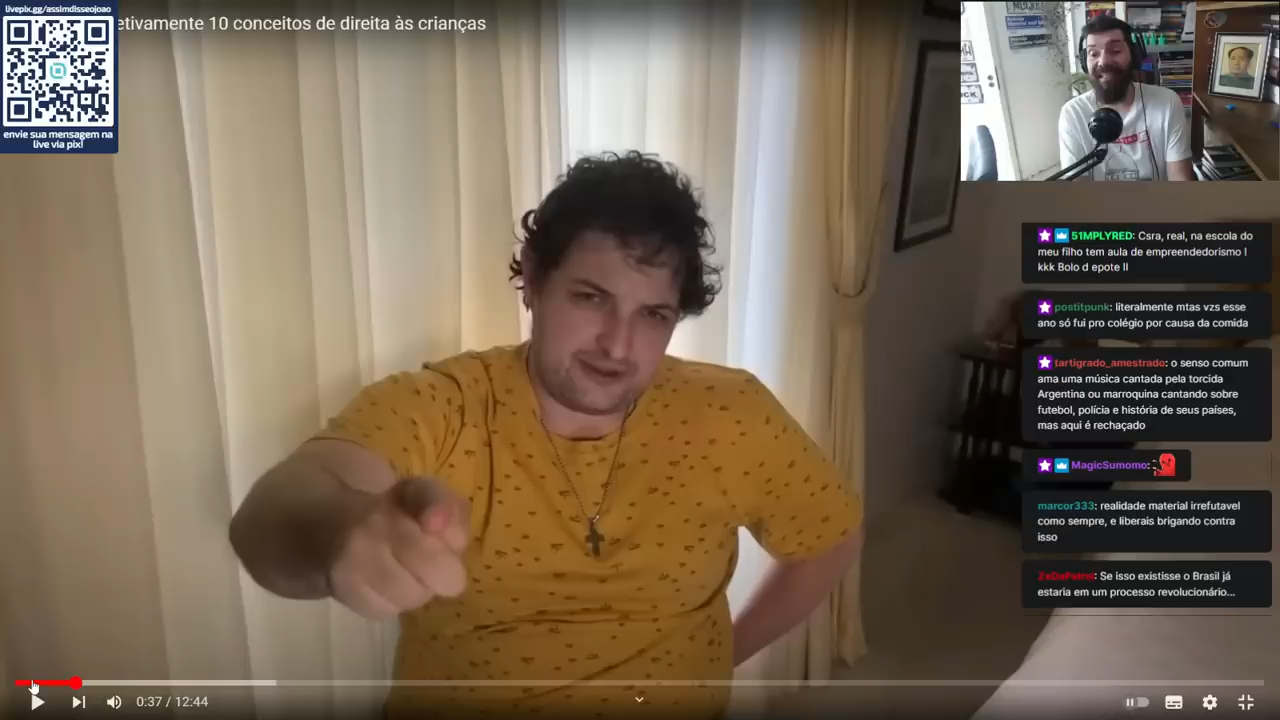 livepix.gg/assimdisseojoao
etivamente 10 conceitos de direita às crianças
envie sua mensagem na
live via pix!
51MPLYRED: Csra, real, na escola do
meu filho tem aula de empreendedorismo !
kkk Bolo d epote ll
postitpunk: literalmente mtas vzs esse
ano só fui pro colégio por causa da comida
tartigrado_amestrado: o senso comum
ama uma música cantada pela torcida
Argentina ou marroquina cantando sobre
futebol, polícia e história de seus países,
mas aqui é rechaçado
MagicSumomo:
marcor333: realidade material irrefutavel
como sempre, e liberais brigando contra
isso
Se isso existisse o Brasil já
estaria em um processo revolucionário...
0:37 / 12:44